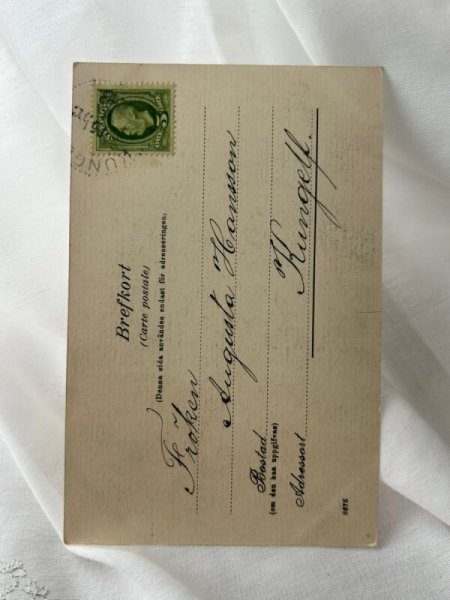 Brefkort
(Carte postale)
(Denna sida användes endast för adresseringen)
Fröken
Augusta Hansson
Bostad
(om den kan uppgifvas)
Adressort Kungelf.
5675